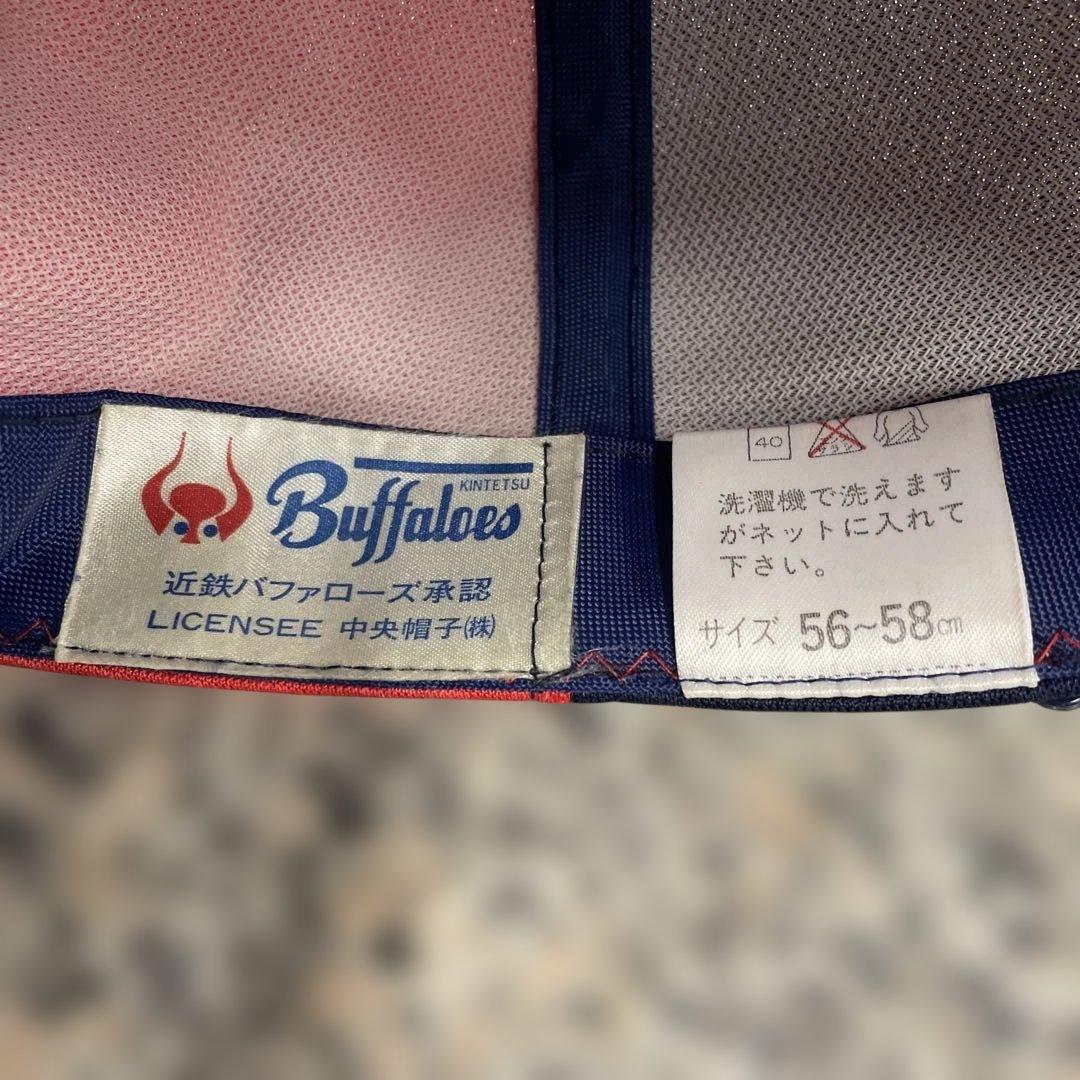 KINTETSU
Buffaloes
近鉄バファローズ承認
LICENSEE 中央帽子㈱
40
洗濯機で洗えます
がネットに入れて
下さい。
サイズ 56~58㎝